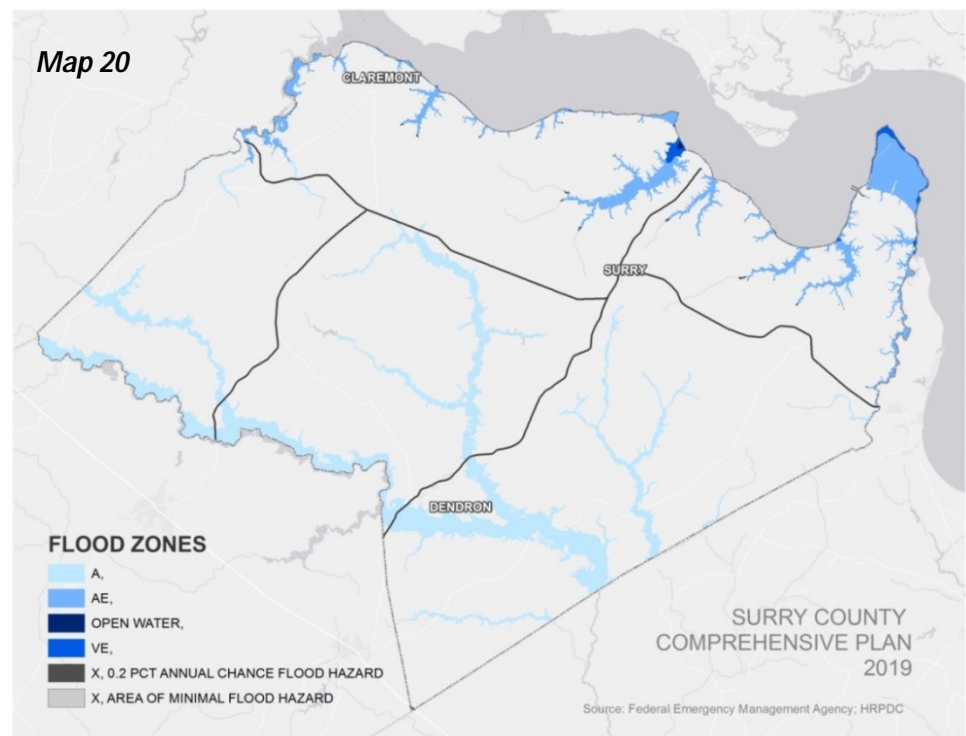 Map 20
CLAREMONT
SURRY
DENDRON
FLOOD ZONES
A,
AE,
OPEN WATER,
VE,
X, 0.2 PCT ANNUAL CHANCE FLOOD HAZARD
X, AREA OF MINIMAL FLOOD HAZARD
SURRY COUNTY
COMPREHENSIVE PLAN
2019
Source: Federal Emergency Management Agency; HRPDC